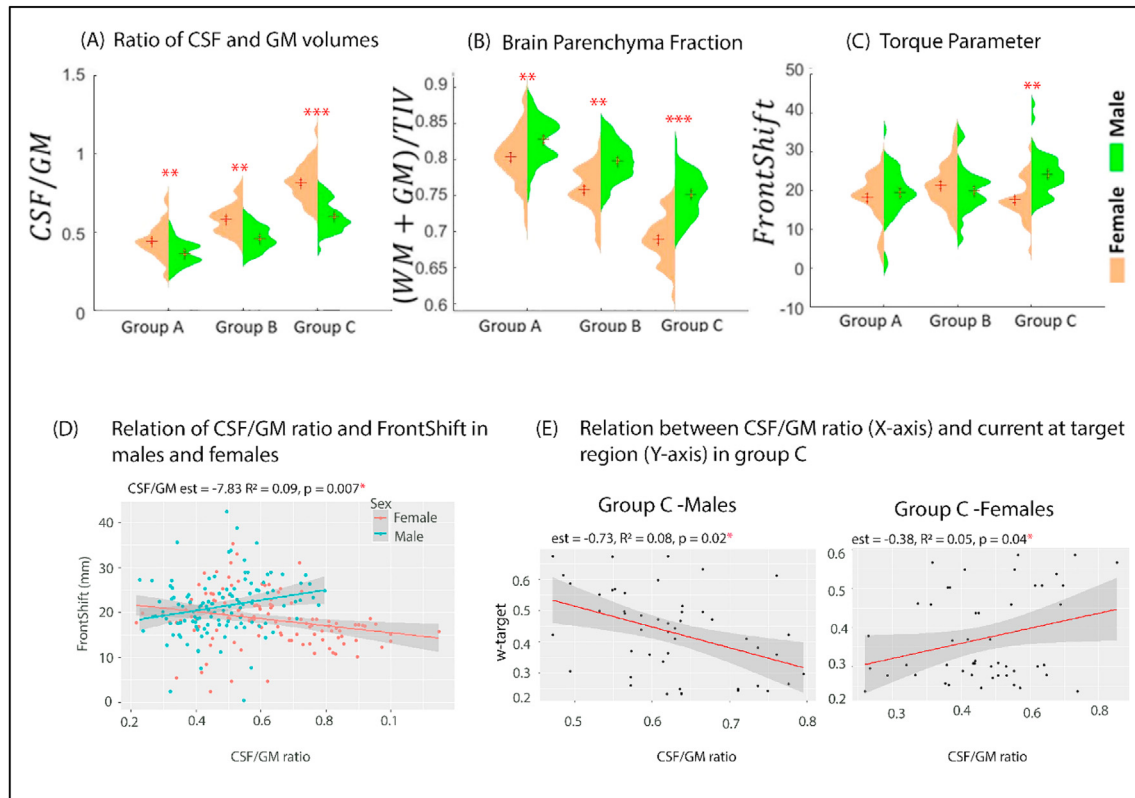 (A) Ratio of CSF and GM volumes
CSF/GM
1.5
1
0.5
0
**
**
***
Group A
Group B
Group C
(B) Brain Parenchyma Fraction
(WM + GM)/TIV
0.9
0.85
0.8
0.75
0.7
0.65
0.6
**
**
***
Group A
Group B
Group C
(C) Torque Parameter
FrontShift
50
40
30
20
10
0
-10
**
Group A
Group B
Group C
Male
Female
(D) Relation of CSF/GM ratio and FrontShift in
males and females
CSF/GM est = -7.83 R² = 0.09, p = 0.007*
Sex
Female
Male
FrontShift (mm)
40
30
20
10
0
0.2
0.4
0.6
0.8
0.1
CSF/GM ratio
(E) Relation between CSF/GM ratio (X-axis) and current at target
region (Y-axis) in group C
Group C -Males
est = -0.73, R² = 0.08, p = 0.02*
w-target
0.6
0.5
0.4
0.3
0.2
0.5
0.6
0.7
0.8
CSF/GM ratio
Group C -Females
est = -0.38, R² = 0.05, p = 0.04*
0.6
0.5
0.4
0.3
0.2
0.3
0.4
0.6
0.8
CSF/GM ratio